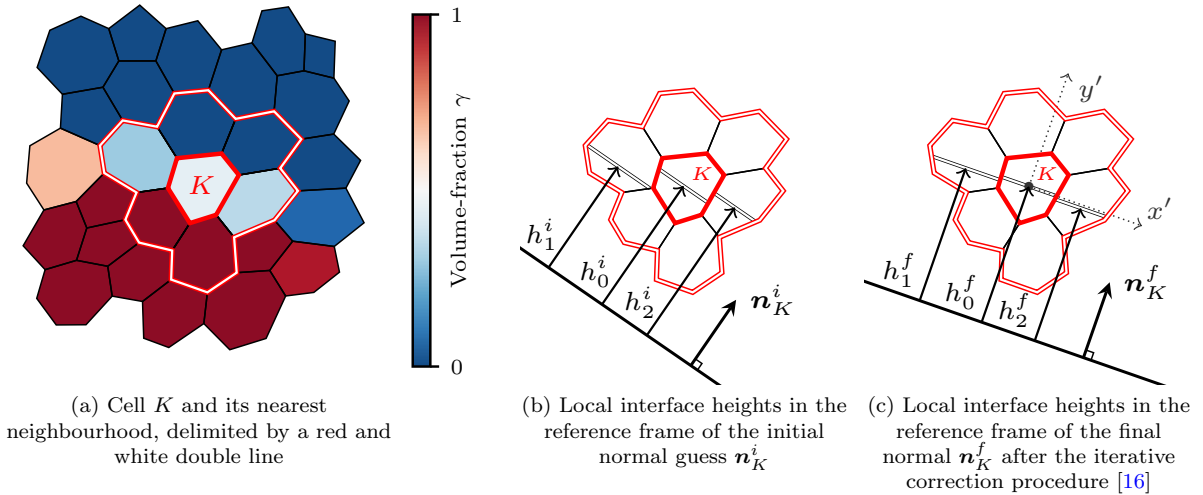 K
1
0
Volume-fraction γ
(a) Cell K and its nearest
neighbourhood, delimited by a red and
white double line
K
h_1^i
h_0^i
h_2^i
n_K^i
(b) Local interface heights in the
reference frame of the initial
normal guess n_K^i
y′
K
x′
h_1^f
h_0^f
h_2^f
n_K^f
(c) Local interface heights in the
reference frame of the final
normal n_K^f after the iterative
correction procedure [16]